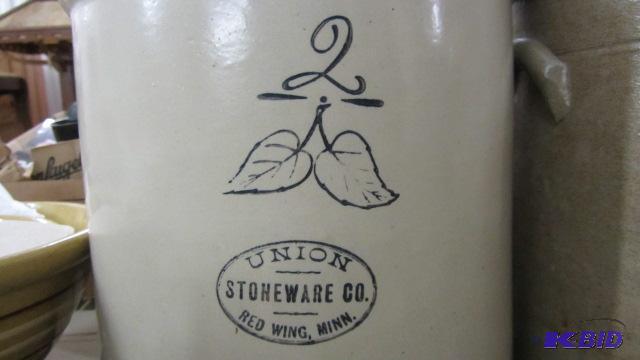 2
UNION
STONEWARE CO.
RED WING, MINN.
K-BID